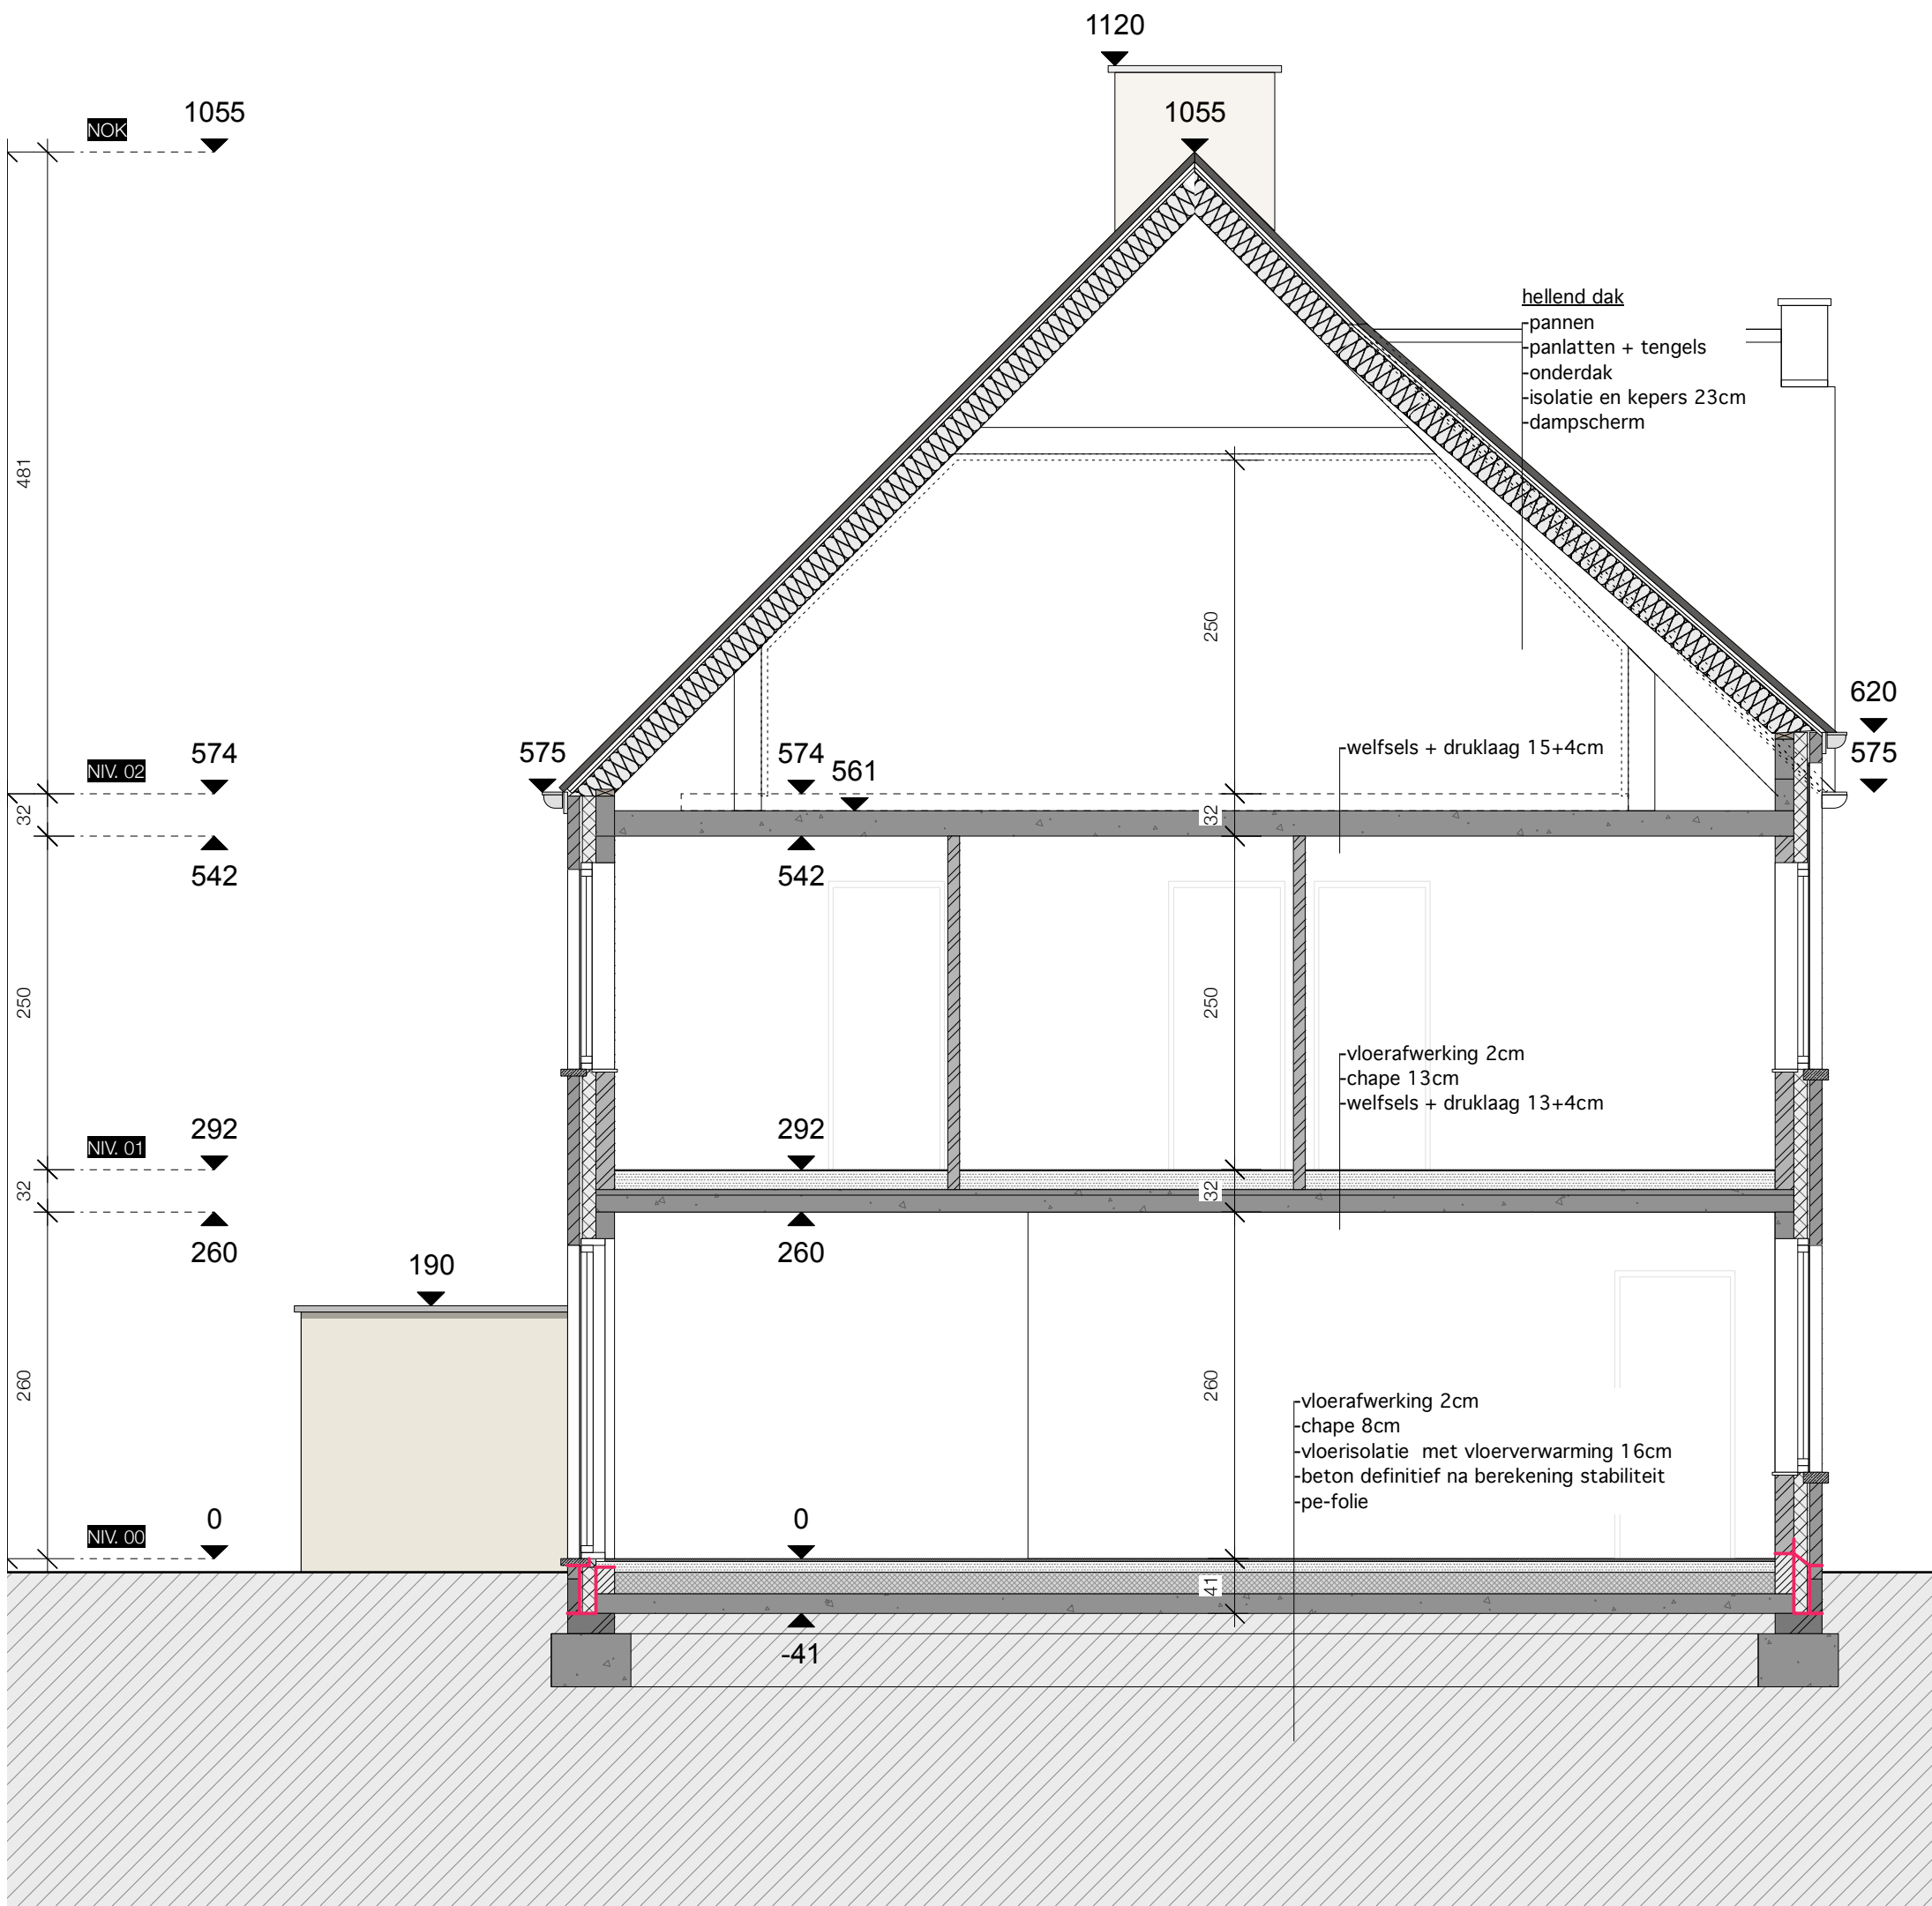 1120
NOK
1055
1055
hellend dak
-pannen
-panlatten + tengels
-onderdak
-isolatie en kepers 23cm
-dampscherm
481
250
620
NIV. 02
574
575
574
561
-welfsels + druklaag 15+4cm
575
32
32
542
542
250
250
-vloerafwerking 2cm
-chape 13cm
-welfsels + druklaag 13+4cm
NIV. 01
292
292
32
32
260
260
190
260
260
-vloerafwerking 2cm
-chape 8cm
-vloerisolatie met vloerverwarming 16cm
-beton definitief na berekening stabiliteit
-pe-folie
NIV. 00
0
0
41
-41